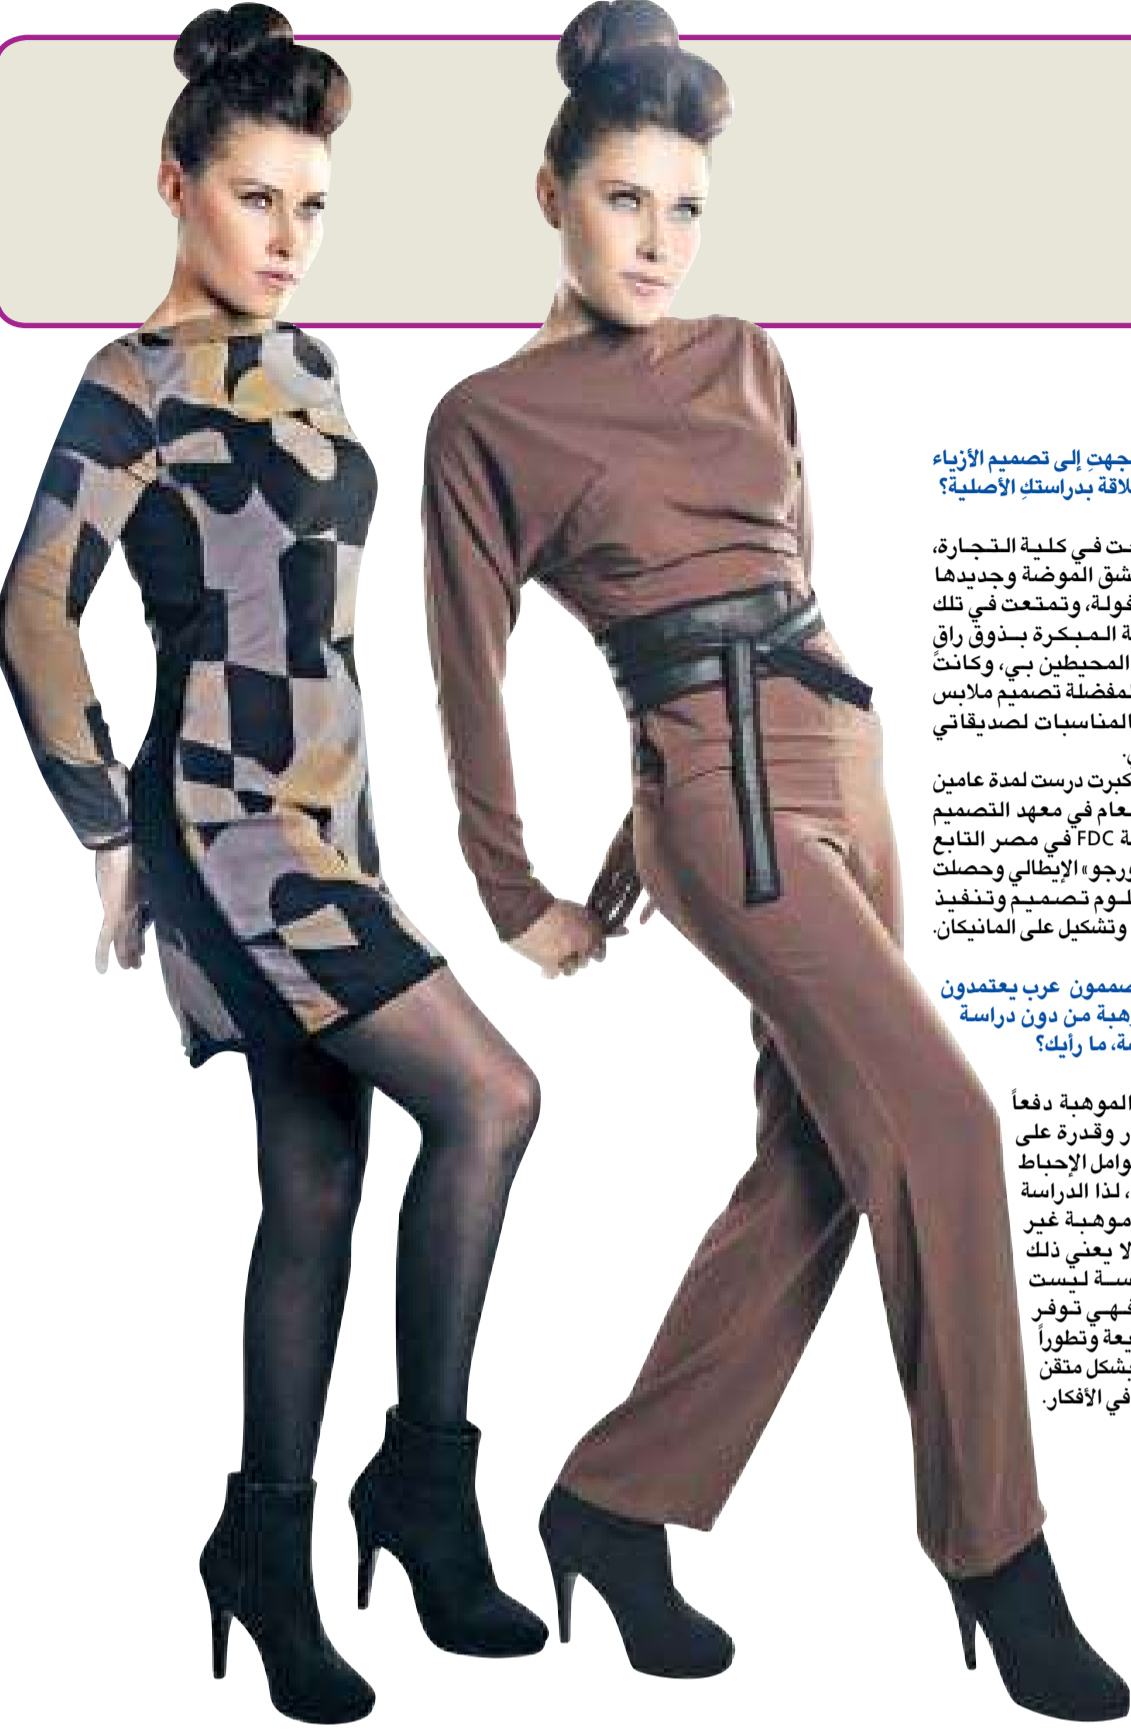 جهتِ إلى تصميم الأزياء
لاقة بدراستكِ الأصلية؟
في كلية التجارة،
شق الموضة وجديدها
فولة، وتمتعت في تلك
ة المبكرة بذوق راقٍ
المحيطين بي، وكانت
لمفضلة تصميم ملابس
المناسبات لصديقاتي
كبرت درست لمدة عامين
عام في معهد التصميم
ة FDC في مصر التابع
ورجو» الإيطالي وحصلت
لوم تصميم وتنفيذ
وتشكيل على المانيكان.
صممون عرب يعتمدون
هبة من دون دراسة
ة، ما رأيك؟
الموهبة دفعاً
ر وقدرة على
وامل الإحباط
، لذا الدراسة
موهبة غير
لا يعني ذلك
سة ليست
فهي توفر
يعة وتطوراً
بشكل متقن
في الأفكار.